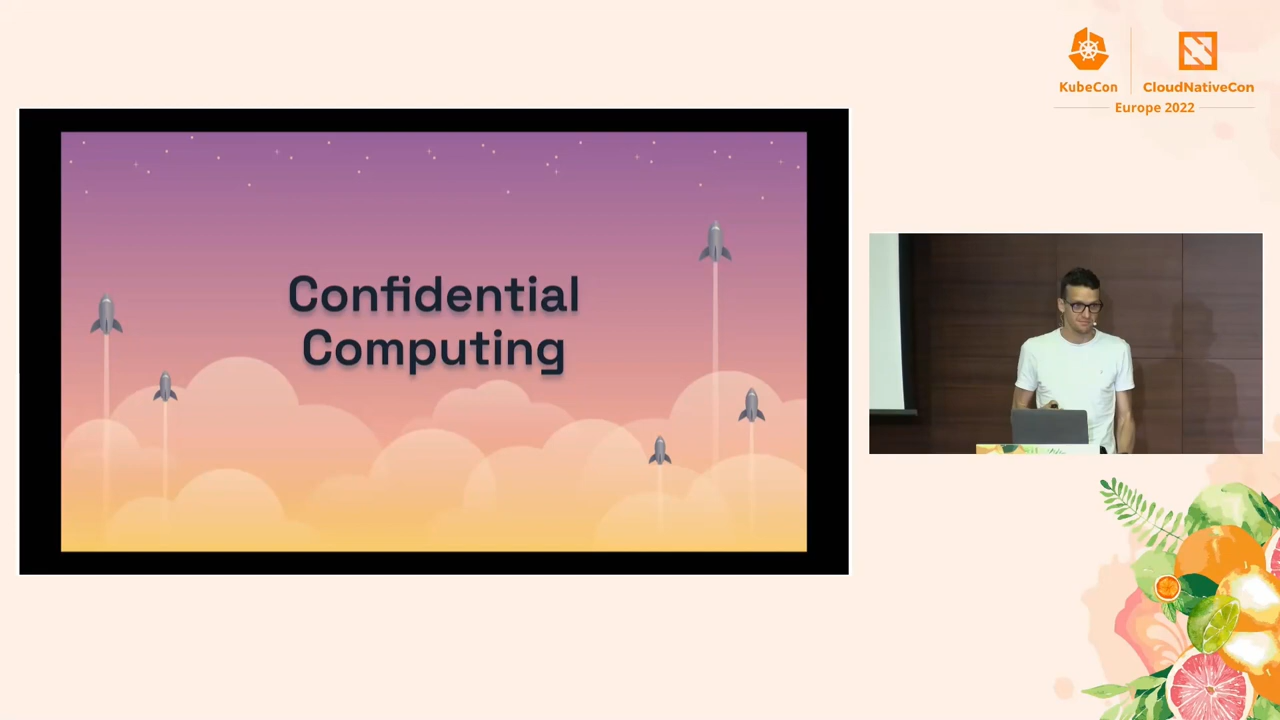 KubeCon
CloudNativeCon
Europe 2022
Confidential
Computing